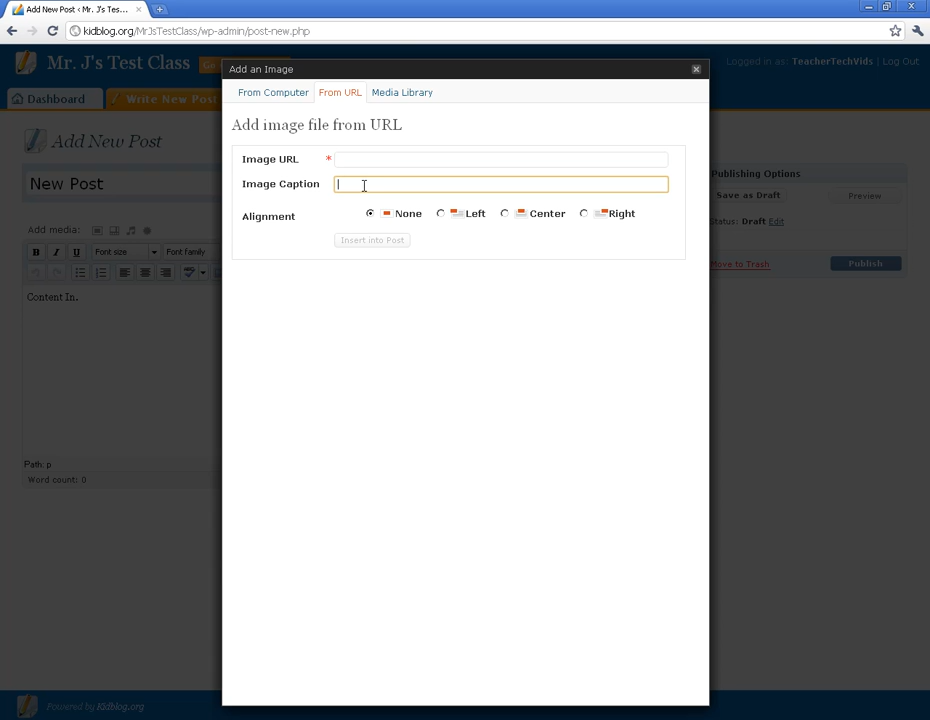 Add New Post ‹ Mr. J's Tes...
kidblog.org/MrJsTestClass/wp-admin/post-new.php
Mr. J's Test Class
Go
Logged in as: TeacherTechVids | Log Out
Dashboard
Write New Post
Add New Post
New Post
Add media:
B I U Font size Font family
Content In.
Path: p
Word count: 0
Add an Image
From Computer From URL Media Library
Add image file from URL
Image URL *
Image Caption
Alignment None Left Center Right
Insert into Post
Publishing Options
Save as Draft Preview
Status: Draft Edit
Move to Trash Publish
Powered by Kidblog.org